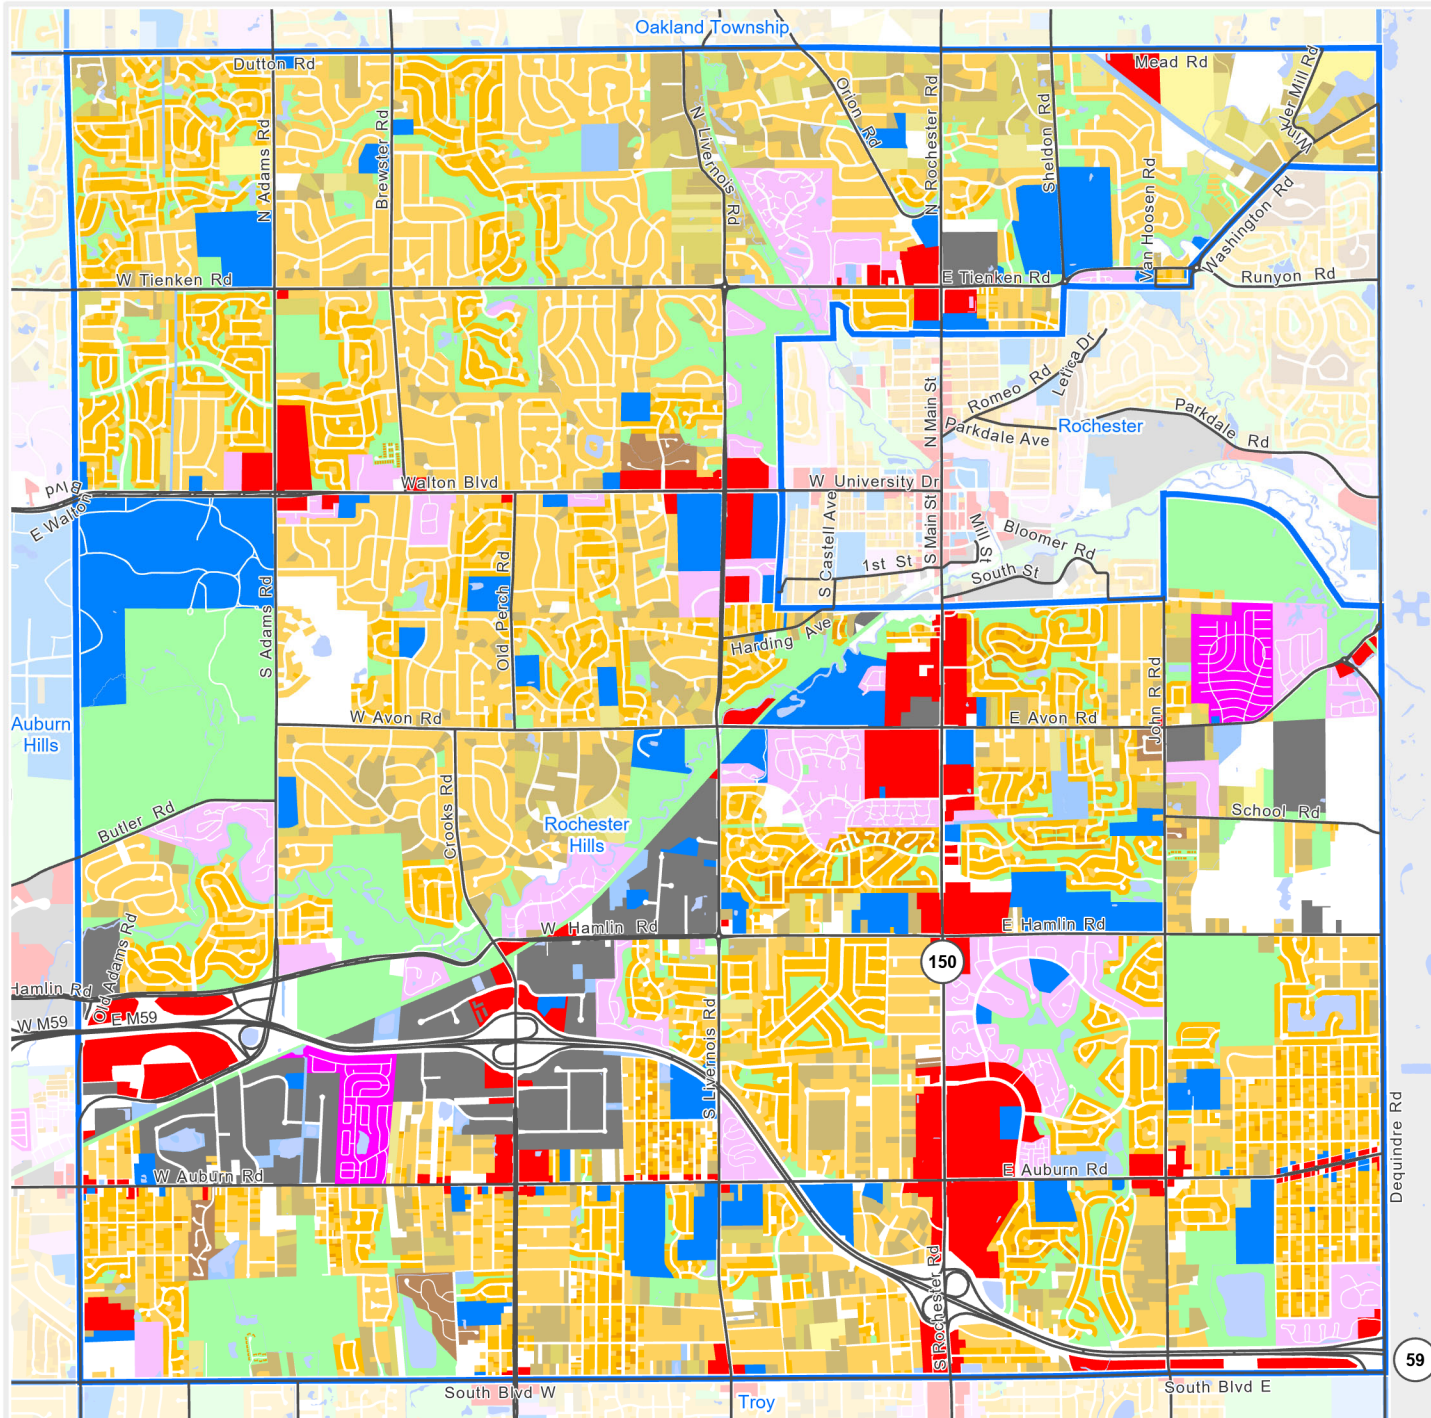 Oakland Township
Dutton Rd
Mead Rd
Winkler Mill Rd
Orion Rd
N Rochester Rd
Sheldon Rd
N Adams Rd
Brewster Rd
N Livernois Rd
Van Hoosen Rd
Washington Rd
W Tienken Rd
E Tienken Rd
Runyon Rd
Letica Dr
Romeo Rd
N Main St
Parkdale Ave
Rochester
Parkdale Rd
Walton Blvd
W University Dr
E Walton Blvd
S Castell Ave
S Main St
Mill St
Bloomer Rd
1st St
South St
S Adams Rd
Old Perch Rd
Harding Ave
John R Rd
Auburn
Hills
W Avon Rd
E Avon Rd
Butler Rd
Crooks Rd
Rochester
Hills
School Rd
W Hamlin Rd
E Hamlin Rd
Old Adams Rd
150
Hamlin Rd
W M59
E M59
S Livernois Rd
Dequindre Rd
W Auburn Rd
E Auburn Rd
S Rochester Rd
59
South Blvd W
South Blvd E
Troy